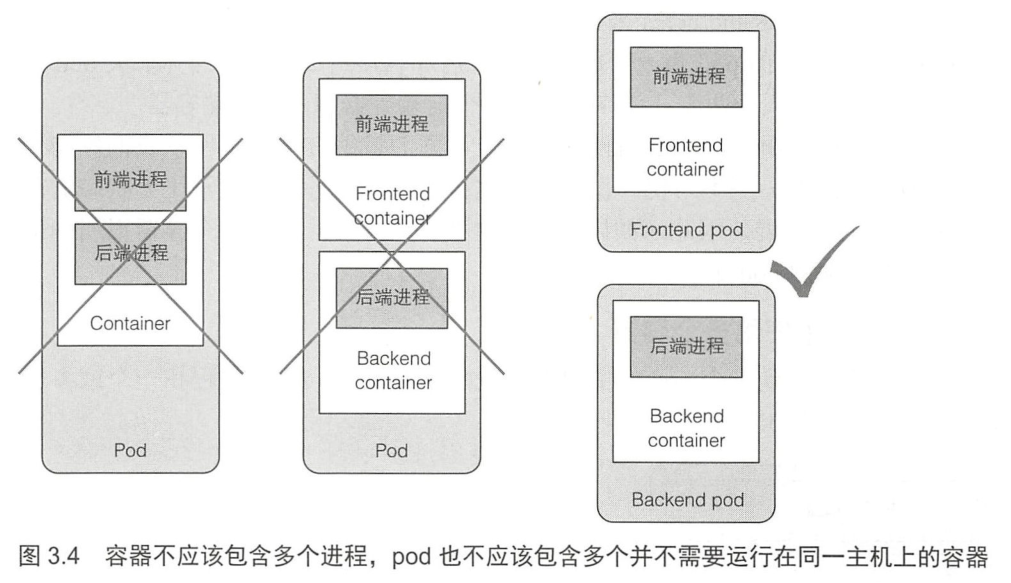 前端进程
后端进程
Container
Pod
前端进程
Frontend
container
后端进程
Backend
container
Pod
前端进程
Frontend
container
Frontend pod
后端进程
Backend
container
Backend pod
图 3.4 容器不应该包含多个进程，pod 也不应该包含多个并不需要运行在同一主机上的容器